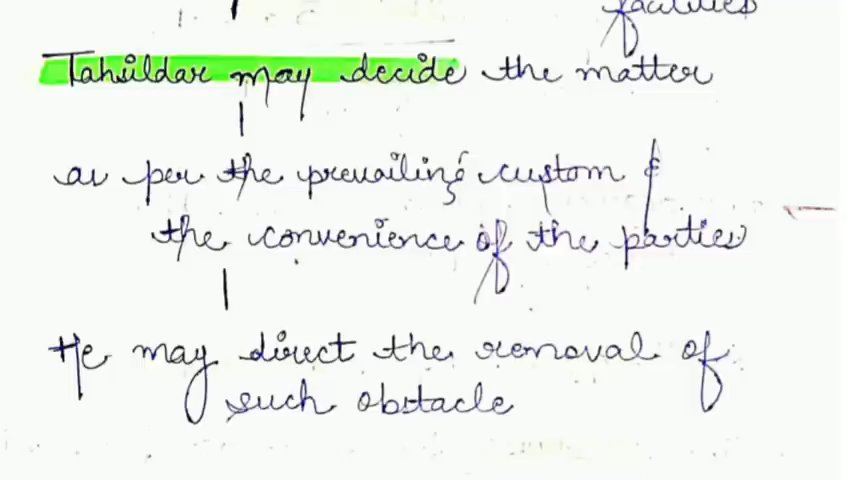 facilities
Tahsildar may decide the matter
as per the prevailing custom &
the convenience of the parties
He may direct the removal of
such obstacle